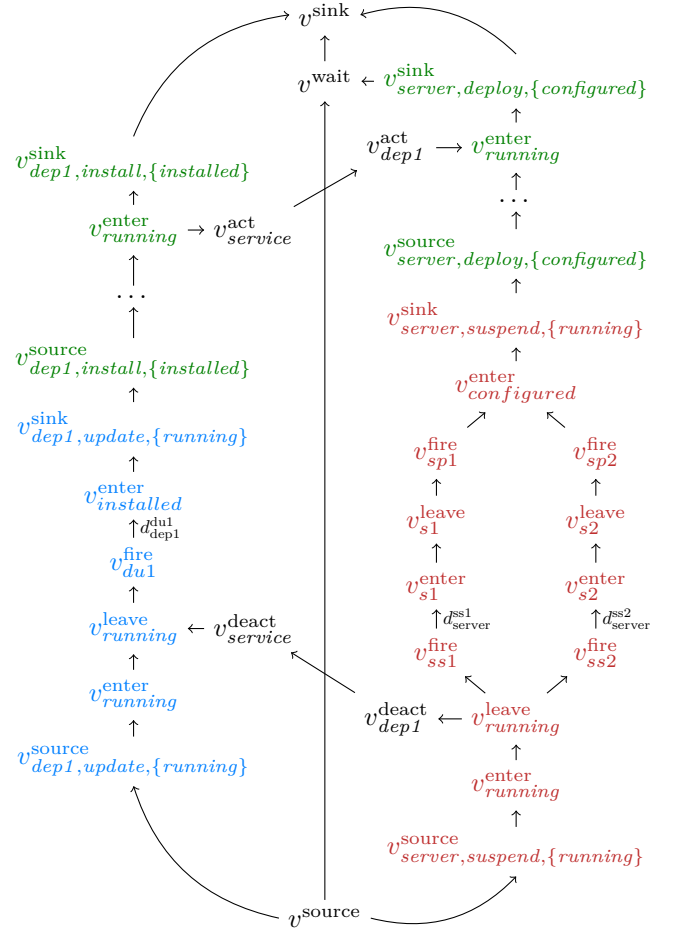 v^sink
v^wait
v^sink_server,deploy,{configured}
v^act_dep1
v^enter_running
v^sink_dep1,install,{installed}
v^enter_running
v^act_service
...
v^source_server,deploy,{configured}
...
v^sink_server,suspend,{running}
v^source_dep1,install,{installed}
v^enter_configured
v^sink_dep1,update,{running}
v^fire_sp1
v^fire_sp2
v^enter_installed
v^leave_s1
v^leave_s2
d^du1_dep1
v^fire_du1
v^enter_s1
v^enter_s2
d^ss1_server
d^ss2_server
v^leave_running
v^deact_service
v^fire_ss1
v^fire_ss2
v^enter_running
v^deact_dep1
v^leave_running
v^source_dep1,update,{running}
v^enter_running
v^source_server,suspend,{running}
v^source